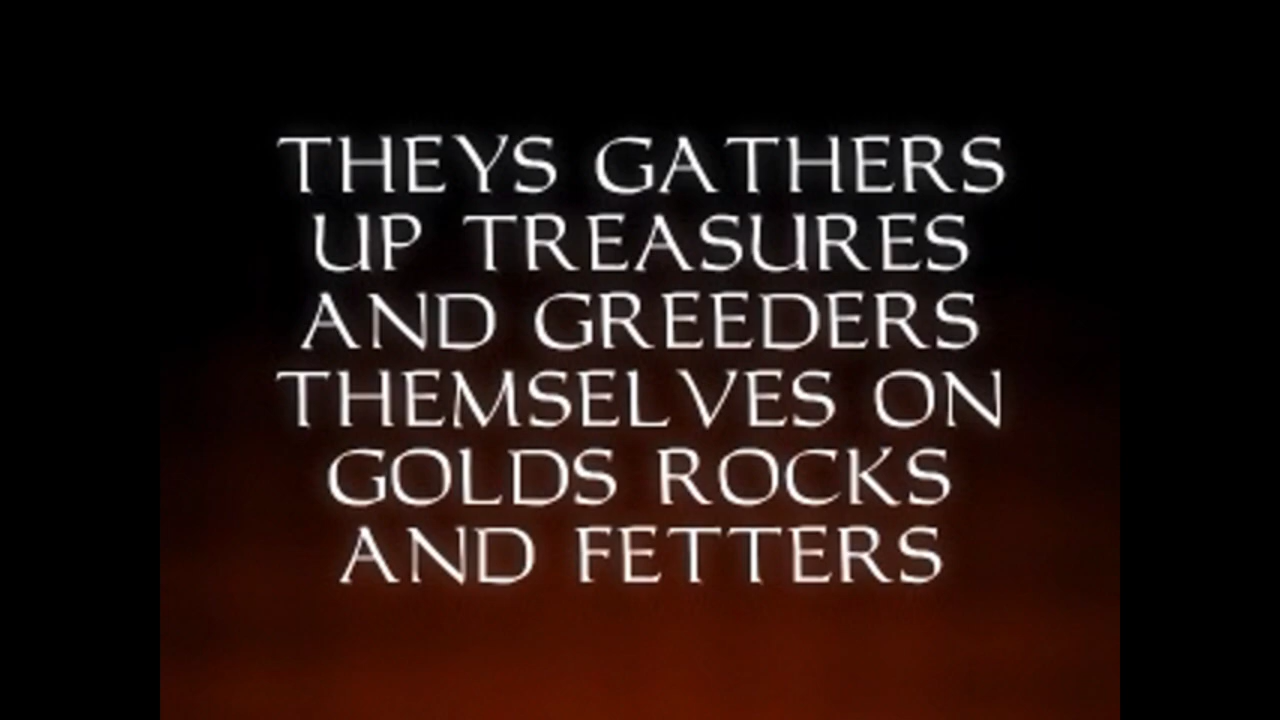 THEYS GATHERS
UP TREASURES
AND GREEDERS
THEMSELVES ON
GOLDS ROCKS
AND FETTERS